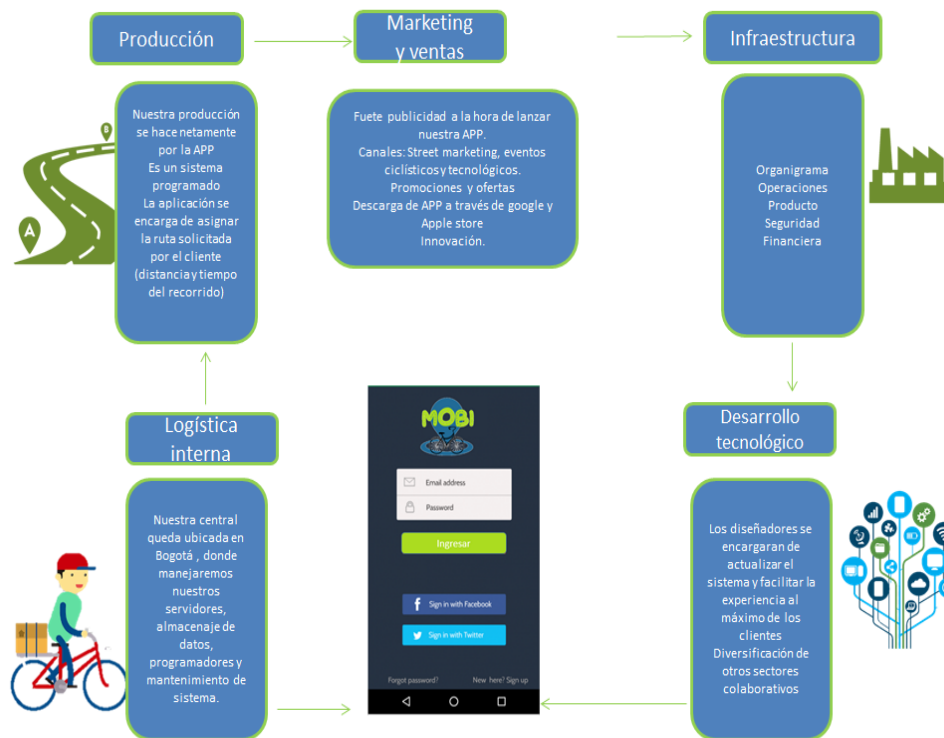 Producción
Marketing
y ventas
Infraestructura
Nuestra producción
se hace netamente
por la APP
Es un sistema
programado
La aplicación se
encarga de asignar
la ruta solicitada
por el cliente
(distancia y tiempo
del recorrido)
B
A
Fuete publicidad a la hora de lanzar
nuestra APP.
Canales: Street marketing, eventos
ciclísticos y tecnológicos.
Promociones y ofertas
Descarga de APP a través de google y
Apple store
Innovación.
Organigrama
Operaciones
Producto
Seguridad
Financiera
Logística
interna
Nuestra central
queda ubicada en
Bogotá , donde
manejaremos
nuestros
servidores,
almacenaje de
datos,
programadores y
mantenimiento de
sistema.
MOBI
Email address
Password
Ingresar
f Sign in with Facebook
Sign in with Twitter
Forgot password? New here? Sign up
Desarrollo
tecnológico
Los diseñadores se
encargaran de
actualizar el
sistema y facilitar la
experiencia al
máximo de los
clientes
Diversificación de
otros sectores
colaborativos